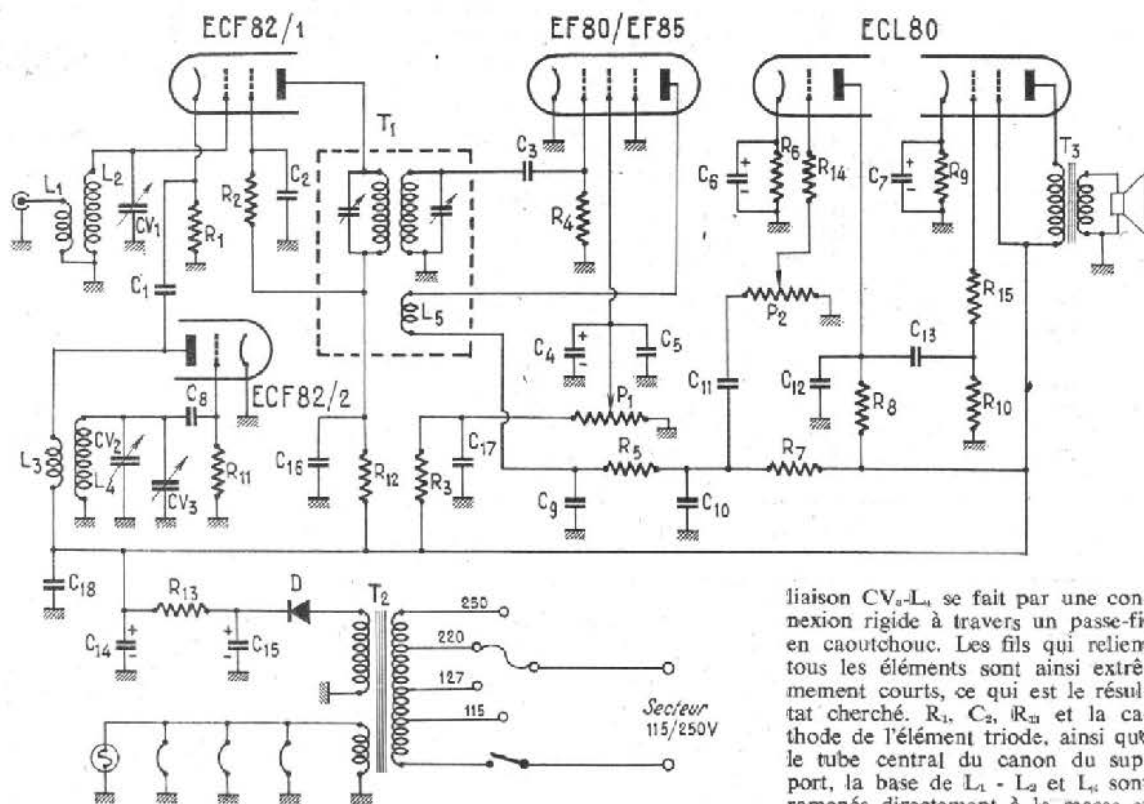 ECF82/1
EF80/EF85
ECL80
T1
L1
L2
CV1
R1
R2
C2
C1
C3
R4
C6
R6
R14
C7
R9
T3
L5
C4
C5
P2
C13
R15
ECF82/2
C8
C11
C12
R8
R10
P1
L3
CV2
L4
CV3
R11
C16
R12
R3
C17
R5
R7
C9
C10
C18
R13
D
T2
C14
C15
250
220
127
115
Secteur
115/250V
liaison CV3-L4 se fait par une con-
nexion rigide à travers un passe-fi
en caoutchouc. Les fils qui relien
tous les éléments sont ainsi extrê-
mement courts, ce qui est le résul
tat cherché. R1, C2, R11 et la ca
thode de l'élément triode, ainsi que
le tube central du canon du sup
port, la base de L1 - L2 et L4 son
ramenés directement à la masse